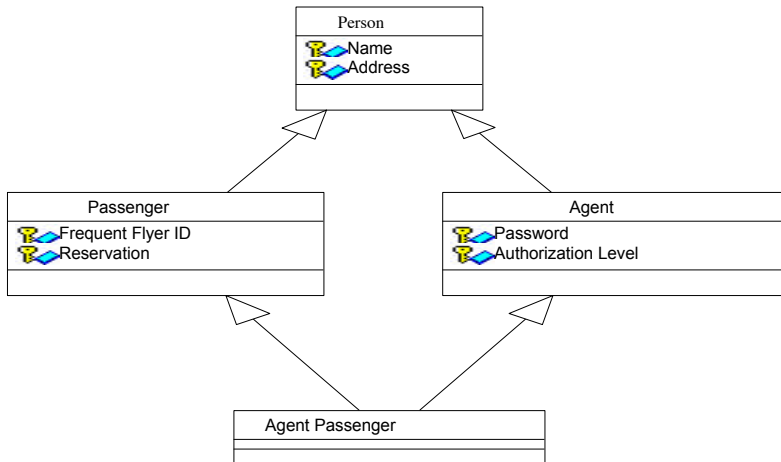 Person
Name
Address
Passenger
Frequent Flyer ID
Reservation
Agent
Password
Authorization Level
Agent Passenger